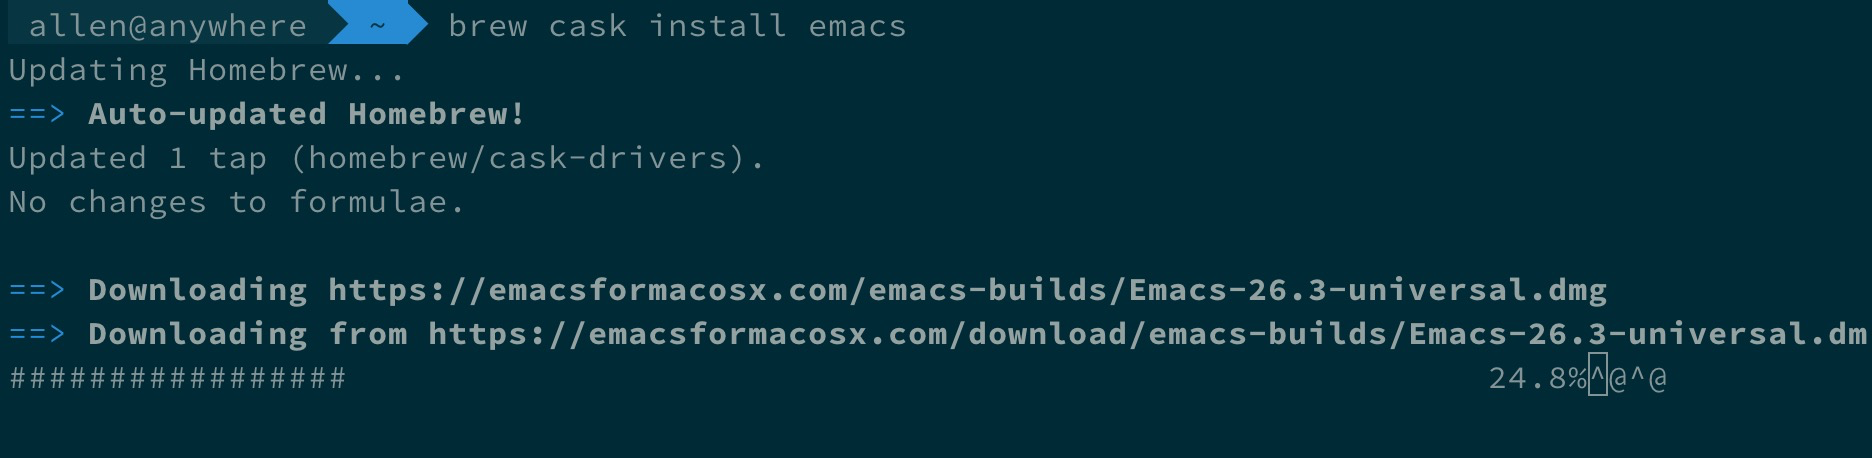 allen@anywhere ~ brew cask install emacs
Updating Homebrew...
==> Auto-updated Homebrew!
Updated 1 tap (homebrew/cask-drivers).
No changes to formulae.
==> Downloading https://emacsformacosx.com/emacs-builds/Emacs-26.3-universal.dmg
==> Downloading from https://emacsformacosx.com/download/emacs-builds/Emacs-26.3-universal.dm
################# 24.8%^@^@